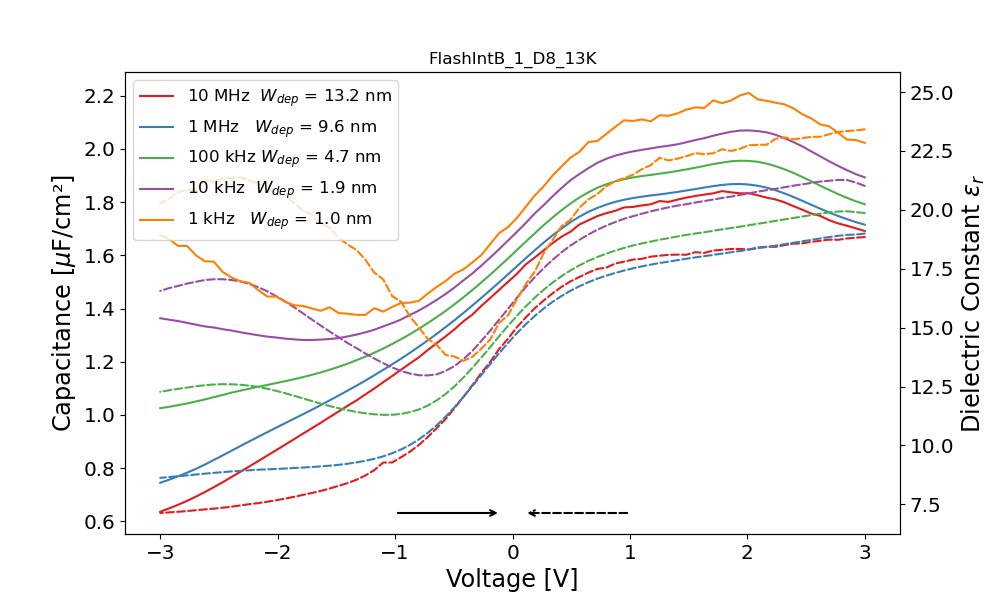 FlashIntB_1_D8_13K
10 MHz W_dep = 13.2 nm
1 MHz W_dep = 9.6 nm
100 kHz W_dep = 4.7 nm
10 kHz W_dep = 1.9 nm
1 kHz W_dep = 1.0 nm
Capacitance [μF/cm²]
2.2
2.0
1.8
1.6
1.4
1.2
1.0
0.8
0.6
25.0
22.5
20.0
17.5
15.0
12.5
10.0
7.5
Dielectric Constant ε_r
−3 −2 −1 0 1 2 3
Voltage [V]